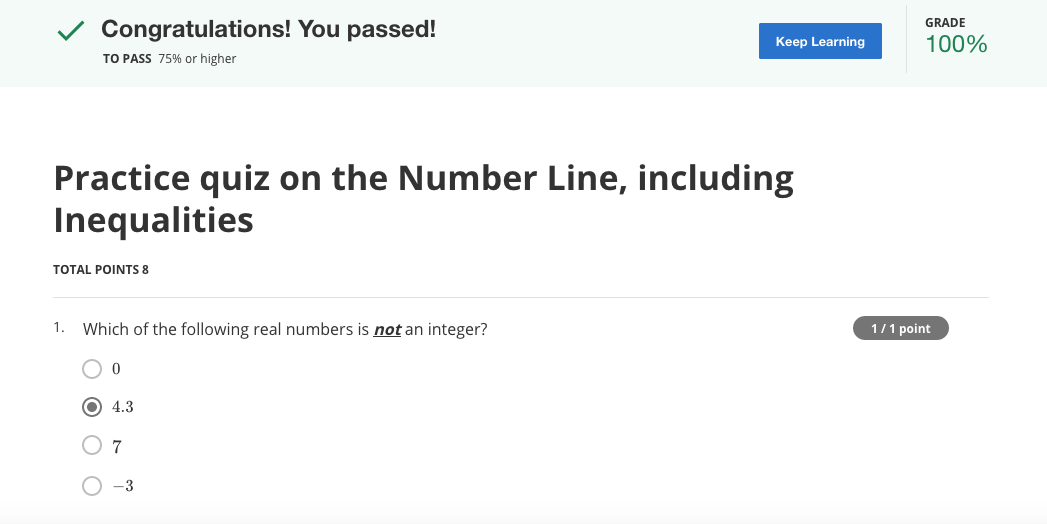 Congratulations! You passed!
TO PASS 75% or higher
Keep Learning
GRADE
100%
Practice quiz on the Number Line, including
Inequalities
TOTAL POINTS 8
1. Which of the following real numbers is not an integer?
1 / 1 point
0
4.3
7
−3